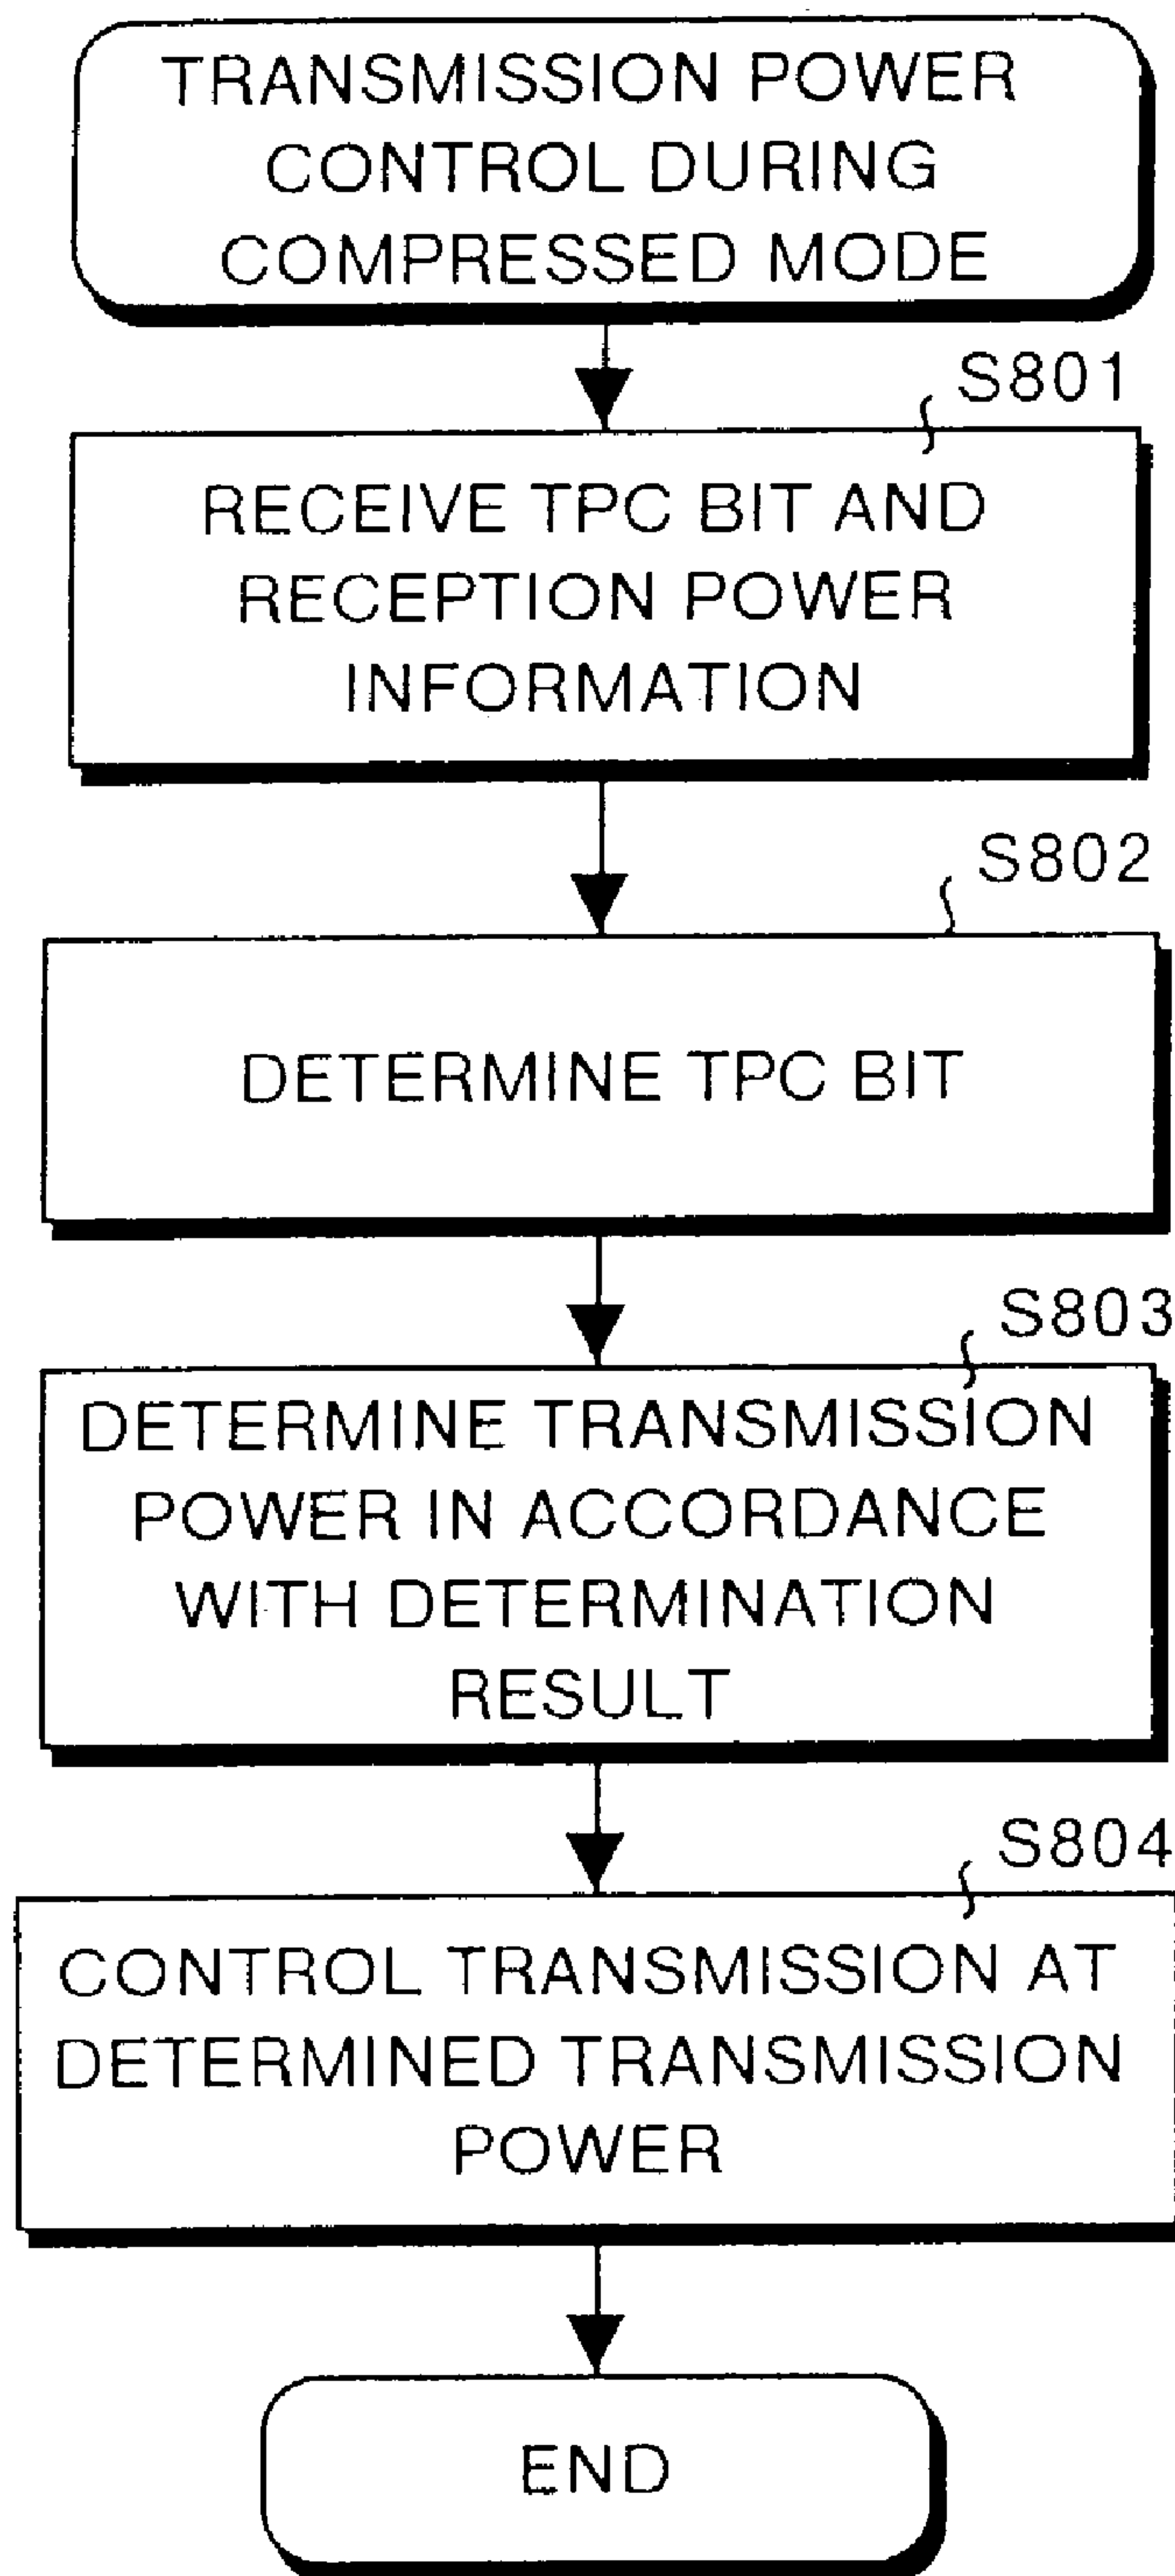 TRANSMISSION POWER
CONTROL DURING
COMPRESSED MODE
S801
RECEIVE TPC BIT AND
RECEPTION POWER
INFORMATION
S802
DETERMINE TPC BIT
S803
DETERMINE TRANSMISSION
POWER IN ACCORDANCE
WITH DETERMINATION
RESULT
S804
CONTROL TRANSMISSION AT
DETERMINED TRANSMISSION
POWER
END